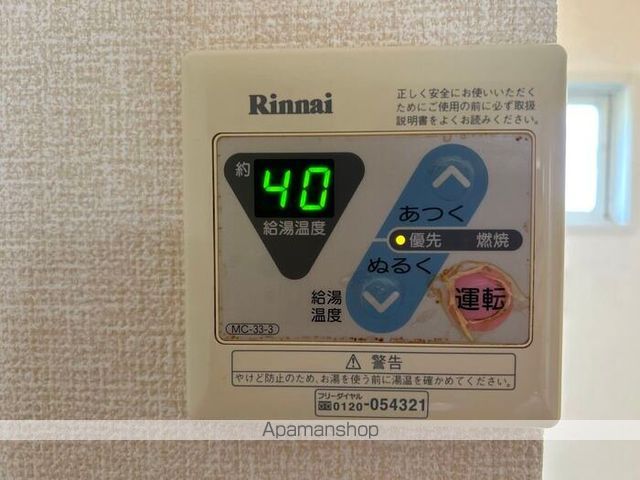 Rinnai
正しく安全にお使いいただく
ためにご使用の前に必ず取扱
説明書をよくお読みください。
約
40
給湯温度
あつく
優先 燃焼
ぬるく
給湯
温度
運転
MC-33-3
⚠ 警告
やけど防止のため、お湯を使う前に湯温を確かめてください。
フリーダイヤル
0120-054321
Apamanshop